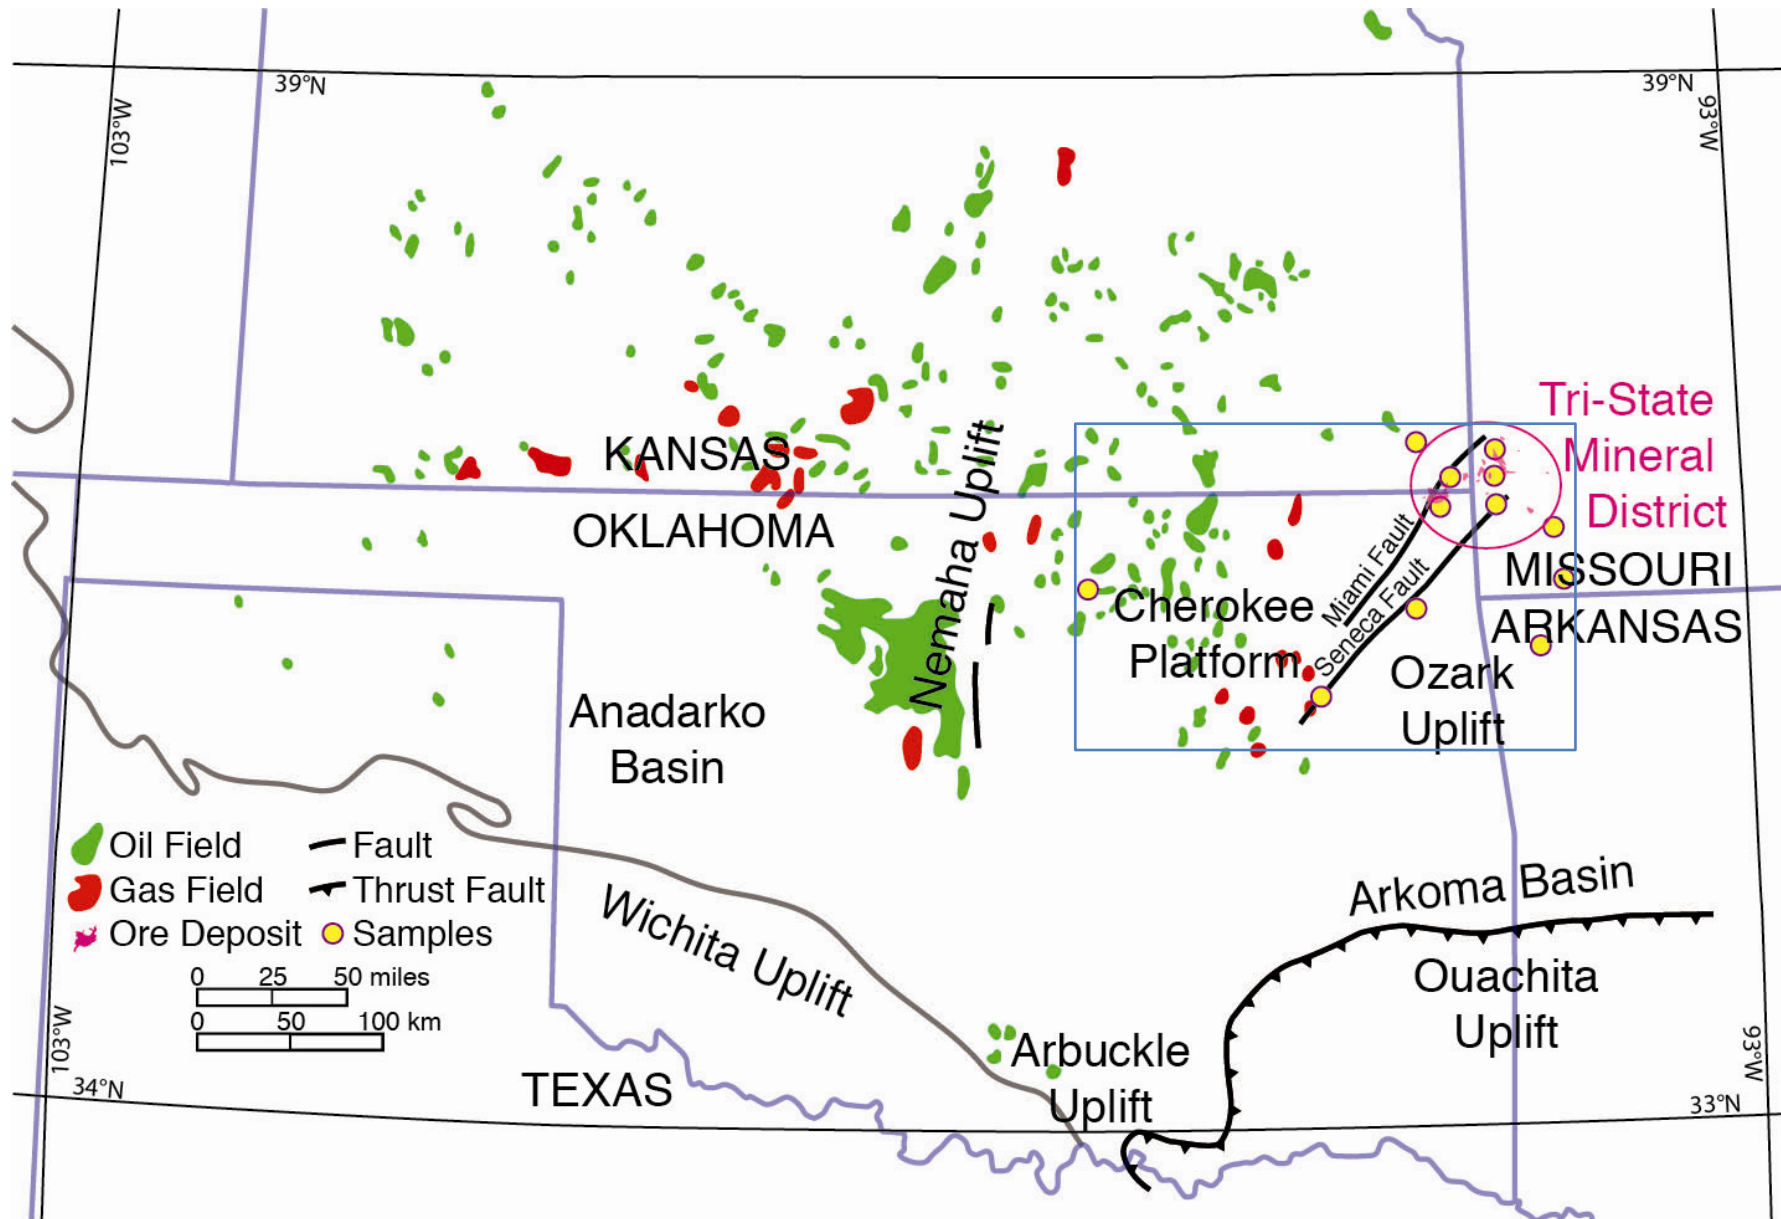 39°N
39°N
103°W
93°W
Tri-State
Mineral
District
KANSAS
OKLAHOMA
Nemaha Uplift
Miami Fault
Seneca Fault
MISSOURI
ARKANSAS
Cherokee
Platform
Ozark
Uplift
Anadarko
Basin
Oil Field
Fault
Gas Field
Thrust Fault
Ore Deposit
Samples
0 25 50 miles
0 50 100 km
Wichita Uplift
Arkoma Basin
Ouachita
Uplift
Arbuckle
Uplift
TEXAS
103°W
93°W
34°N
33°N